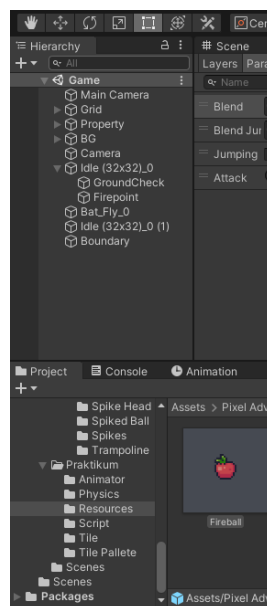 Cen
Hierarchy
# Scene
All
Layers Para
Game
Name
Main Camera
Blend
Grid
Property
Blend Jur
BG
Camera
Jumping
Idle (32x32)_0
GroundCheck
Attack
Firepoint
Bat_Fly_0
Idle (32x32)_0 (1)
Boundary
Project
Console
Animation
Spike Head
Assets > Pixel Adv
Spiked Ball
Spikes
Trampoline
Praktikum
Animator
Physics
Resources
Script
Fireball
Tile
Tile Pallete
Scenes
Scenes
Packages
Assets/Pixel Adv